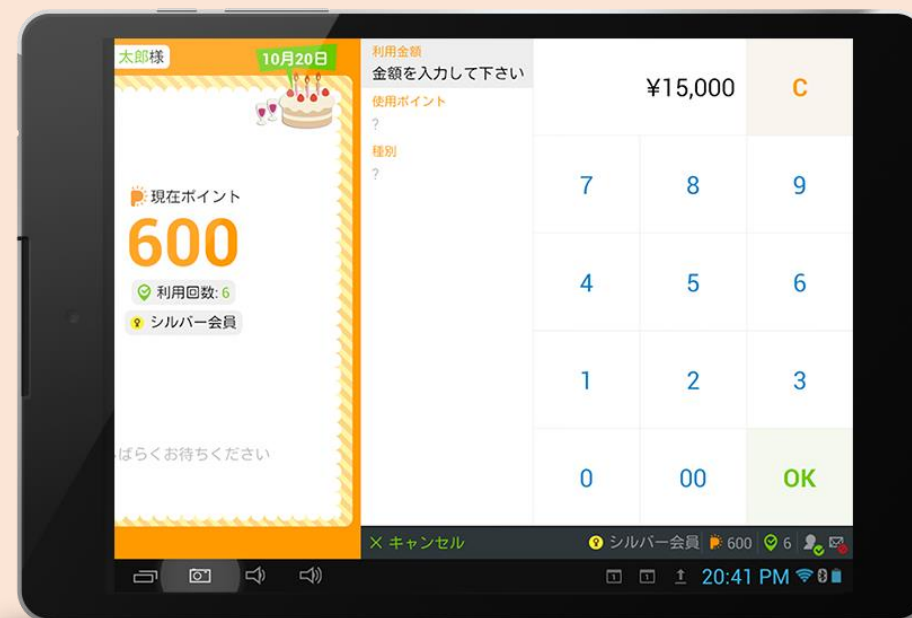 太郎様
10月20日
現在ポイント
600
利用回数: 6
シルバー会員
ばらくお待ちください
利用金額
金額を入力して下さい
使用ポイント
?
種別
?
¥15,000
C
7 8 9
4 5 6
1 2 3
0 00 OK
× キャンセル
シルバー会員 600 6
20:41 PM